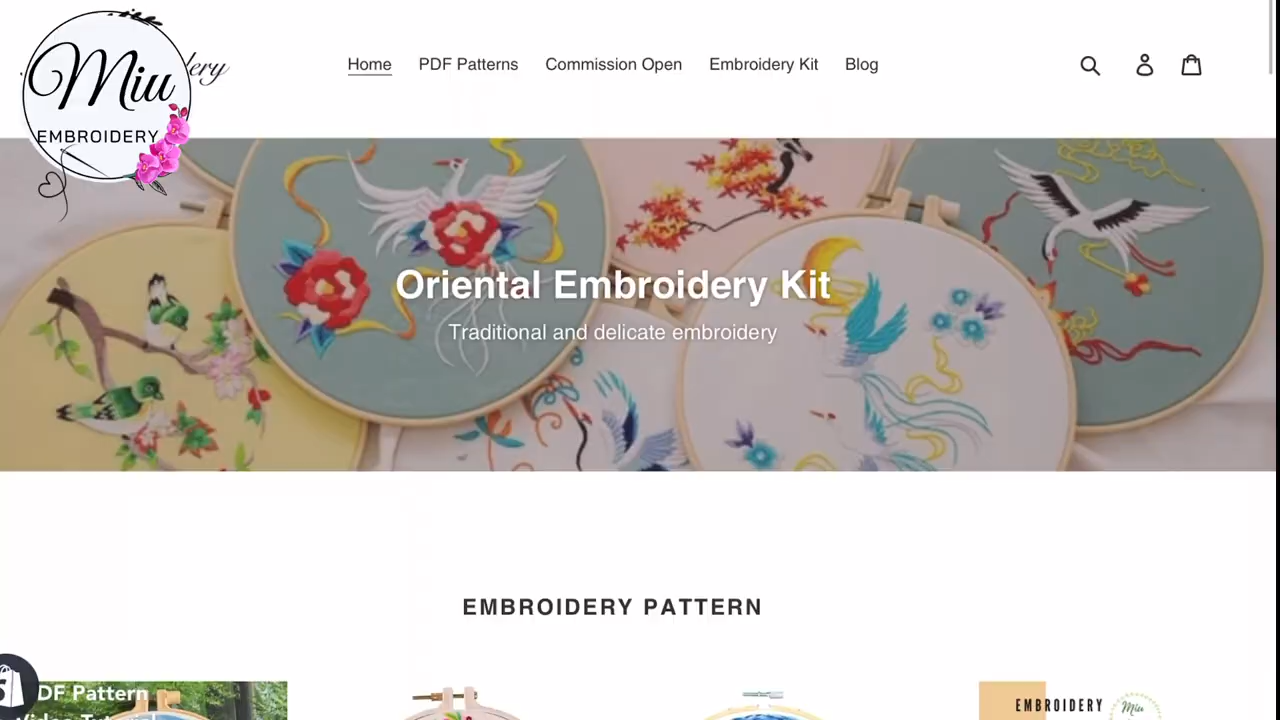 Miu
EMBROIDERY
Home
PDF Patterns
Commission Open
Embroidery Kit
Blog
Oriental Embroidery Kit
Traditional and delicate embroidery
EMBROIDERY PATTERN
DF Pattern
EMBROIDERY
Miu